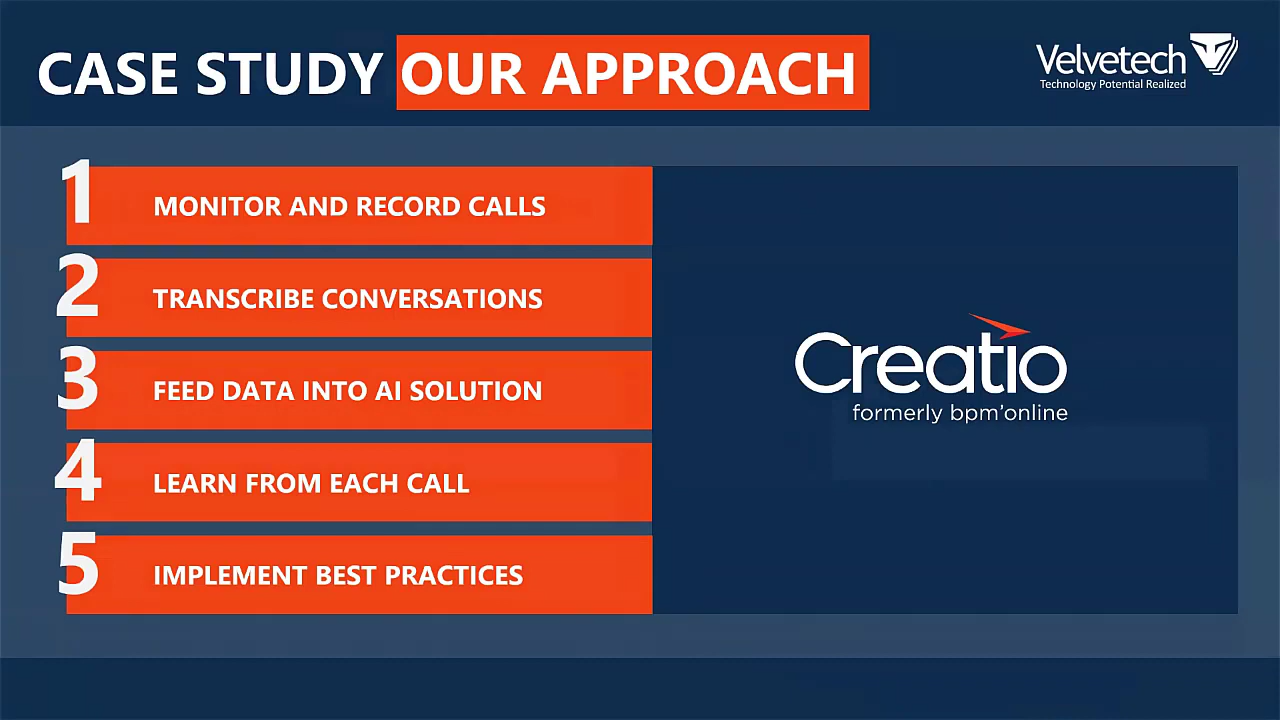 CASE STUDY OUR APPROACH
Velvetech
Technology Potential Realized
1 MONITOR AND RECORD CALLS
2 TRANSCRIBE CONVERSATIONS
3 FEED DATA INTO AI SOLUTION
4 LEARN FROM EACH CALL
5 IMPLEMENT BEST PRACTICES
Creatio
formerly bpm'online